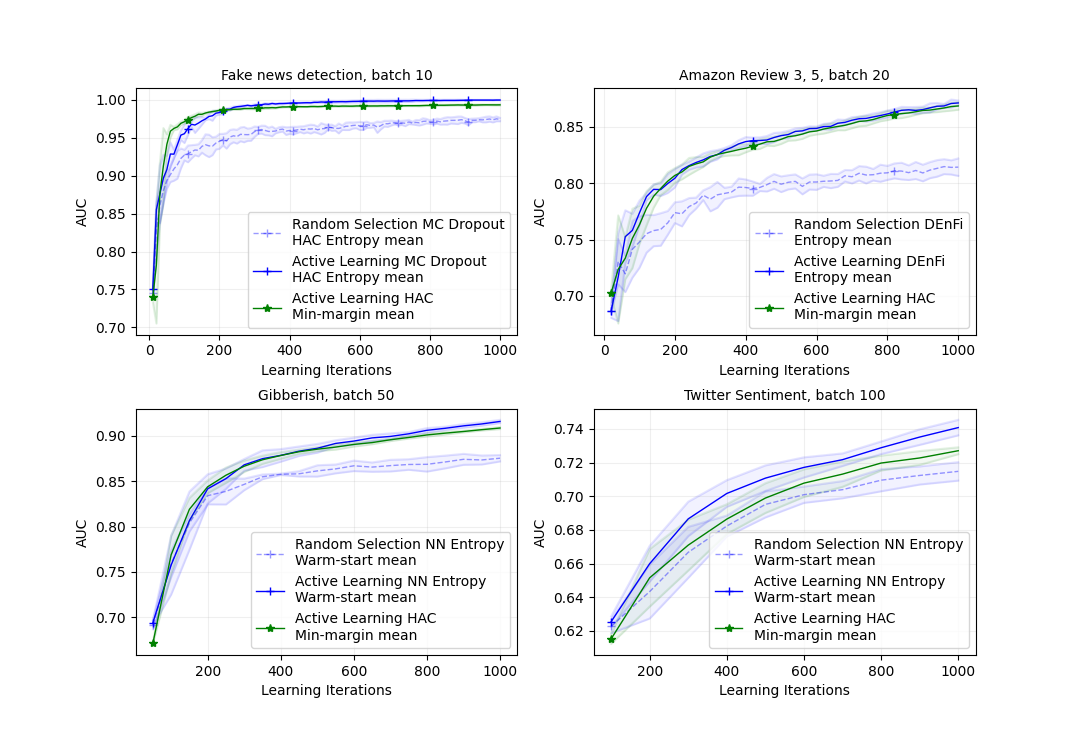 Fake news detection, batch 10
AUC
1.00
0.95
0.90
0.85
0.80
0.75
0.70
Random Selection MC Dropout
HAC Entropy mean
Active Learning MC Dropout
HAC Entropy mean
Active Learning HAC
Min-margin mean
0 200 400 600 800 1000
Learning Iterations
Amazon Review 3, 5, batch 20
AUC
0.85
0.80
0.75
0.70
Random Selection DEnFi
Entropy mean
Active Learning DEnFi
Entropy mean
Active Learning HAC
Min-margin mean
0 200 400 600 800 1000
Learning Iterations
Gibberish, batch 50
AUC
0.90
0.85
0.80
0.75
0.70
Random Selection NN Entropy
Warm-start mean
Active Learning NN Entropy
Warm-start mean
Active Learning HAC
Min-margin mean
200 400 600 800 1000
Learning Iterations
Twitter Sentiment, batch 100
AUC
0.74
0.72
0.70
0.68
0.66
0.64
0.62
Random Selection NN Entropy
Warm-start mean
Active Learning NN Entropy
Warm-start mean
Active Learning HAC
Min-margin mean
200 400 600 800 1000
Learning Iterations